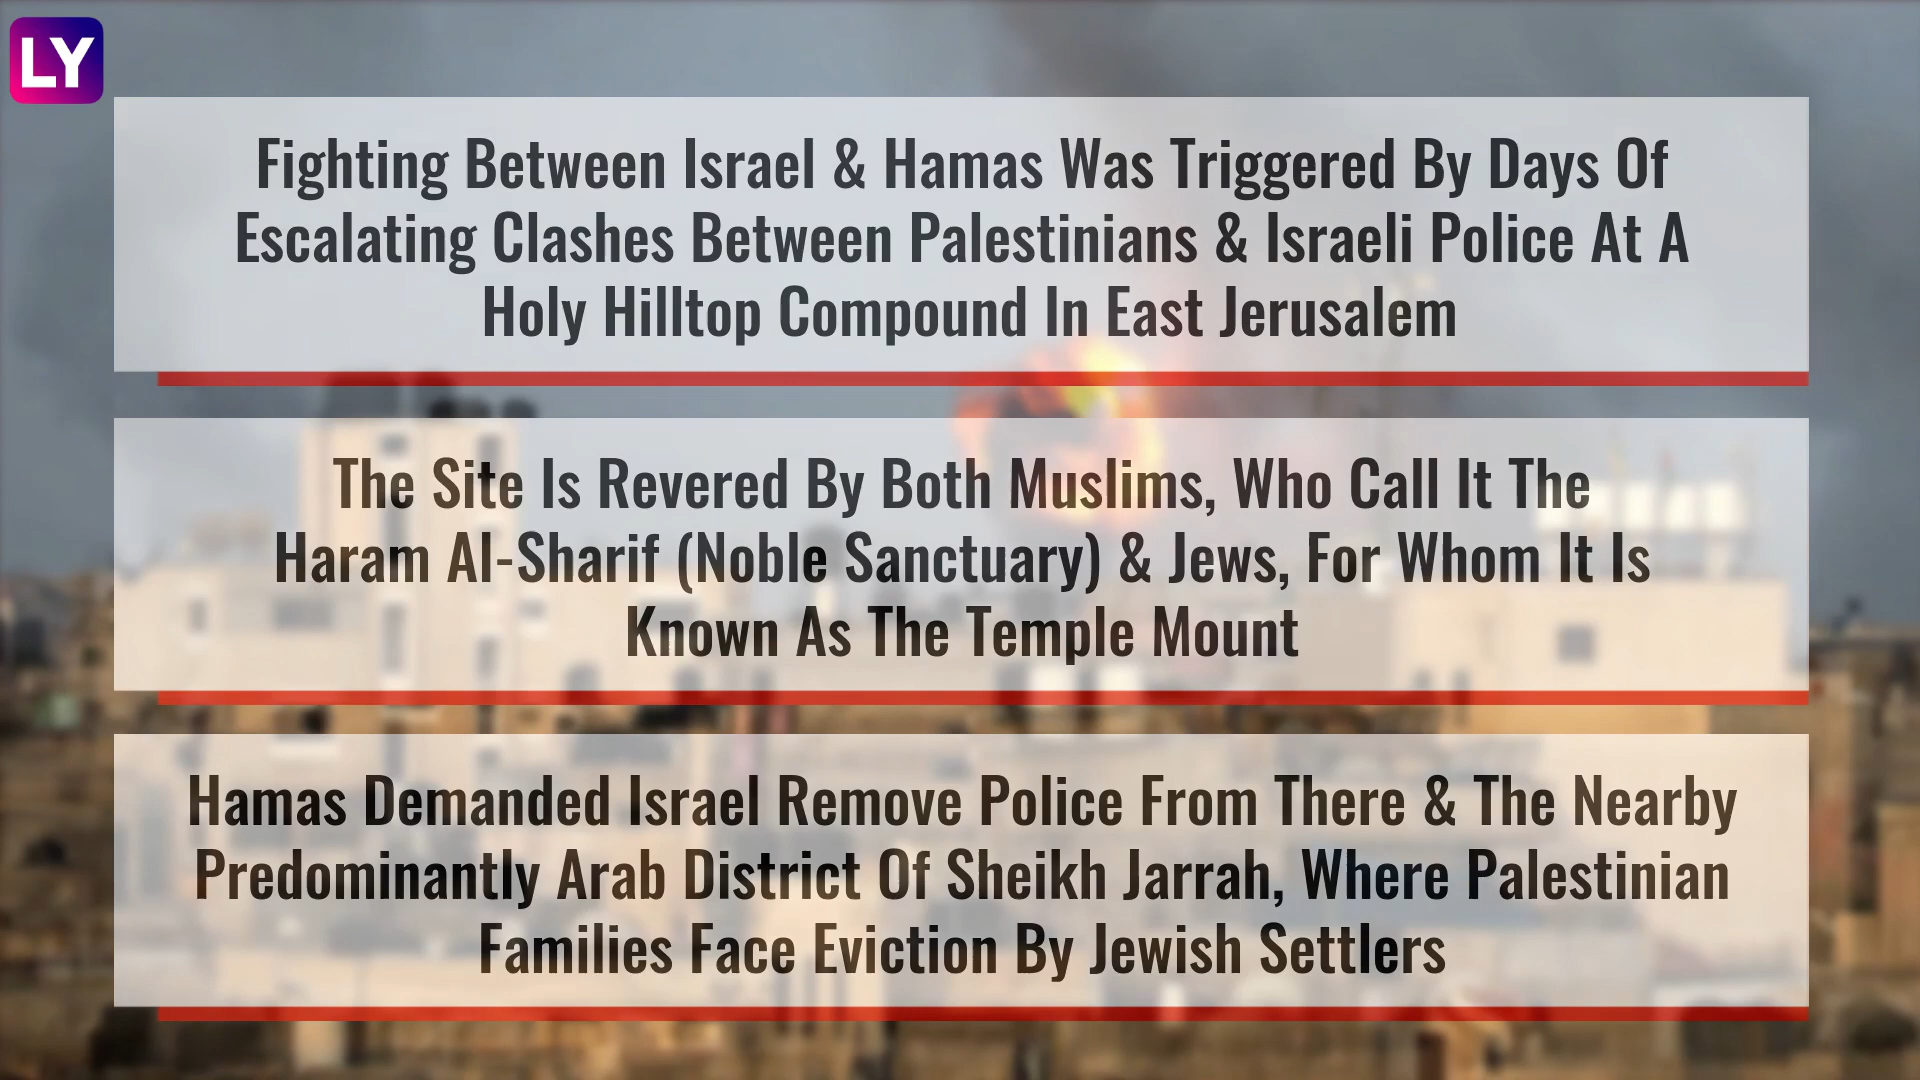 LY
Fighting Between Israel & Hamas Was Triggered By Days Of
Escalating Clashes Between Palestinians & Israeli Police At A
Holy Hilltop Compound In East Jerusalem
The Site Is Revered By Both Muslims, Who Call It The
Haram Al-Sharif (Noble Sanctuary) & Jews, For Whom It Is
Known As The Temple Mount
Hamas Demanded Israel Remove Police From There & The Nearby
Predominantly Arab District Of Sheikh Jarrah, Where Palestinian
Families Face Eviction By Jewish Settlers